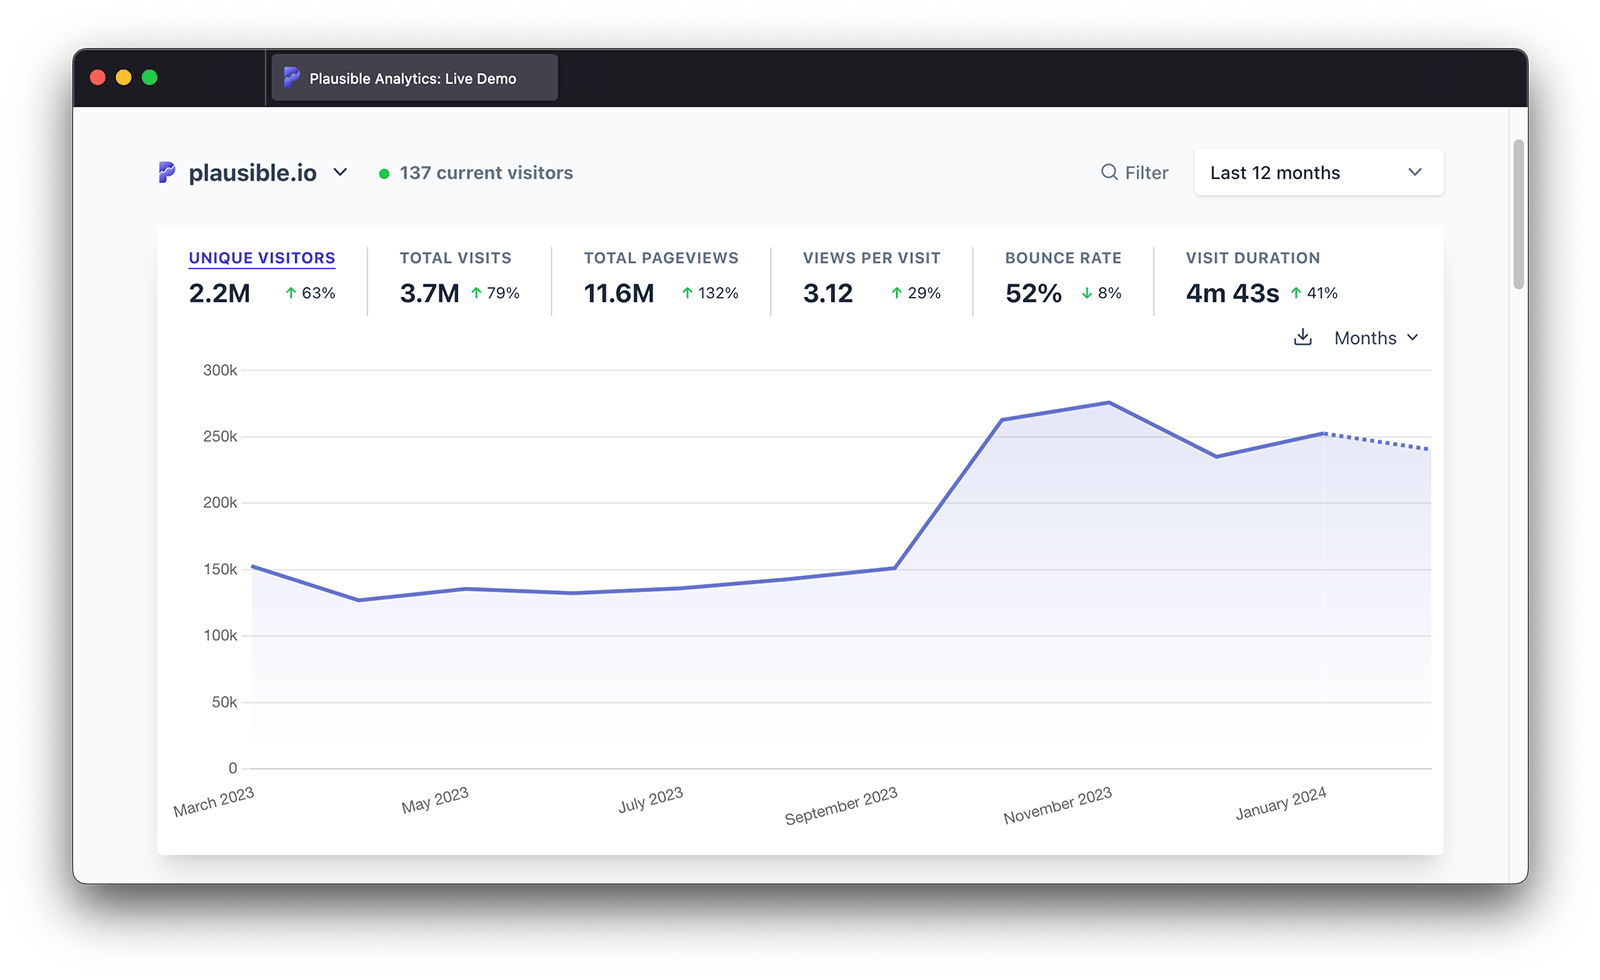 Plausible Analytics: Live Demo
plausible.io
137 current visitors
Filter
Last 12 months
UNIQUE VISITORS
2.2M ↑ 63%
TOTAL VISITS
3.7M ↑ 79%
TOTAL PAGEVIEWS
11.6M ↑ 132%
VIEWS PER VISIT
3.12 ↑ 29%
BOUNCE RATE
52% ↓ 8%
VISIT DURATION
4m 43s ↑ 41%
Months
300k
250k
200k
150k
100k
50k
0
March 2023
May 2023
July 2023
September 2023
November 2023
January 2024